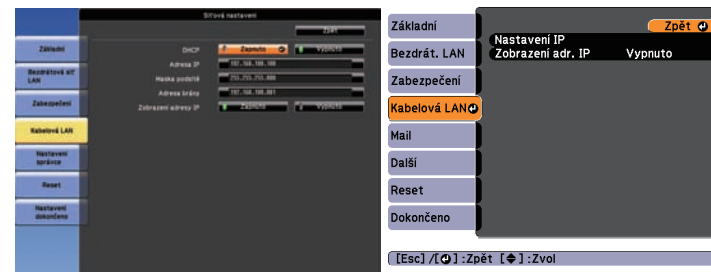 Síťová nastavení
Zpět
Základní
Bezdrátová síť
LAN
Zabezpečení
Kabelová LAN
Nastavení
správce
Reset
Nastavení
dokončeno
DHCP Zapnuto Vypnuto
Adresa IP
Maska podsítě
Adresa brány
Zobrazení adresy IP Zapnuto Vypnuto
Základní
Bezdrát. LAN
Zabezpečení
Kabelová LAN
Mail
Další
Reset
Dokončeno
Zpět
Nastavení IP
Zobrazení adr. IP Vypnuto
[Esc] /[⏎] :Zpět [◆] :Zvol